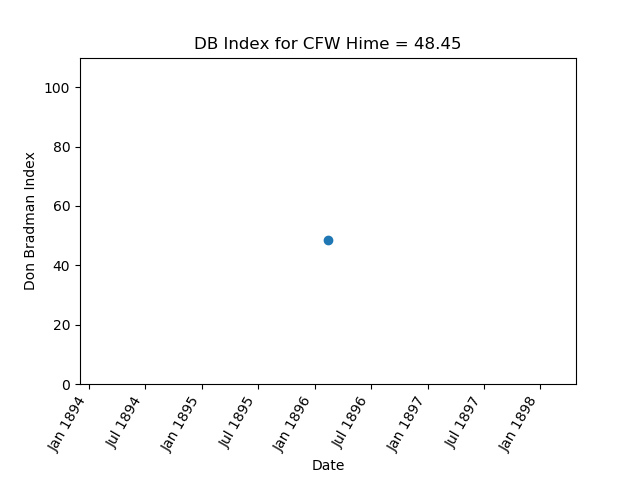 DB Index for CFW Hime = 48.45
Don Bradman Index
100
80
60
40
20
0
Jan 1894
Jul 1894
Jan 1895
Jul 1895
Jan 1896
Jul 1896
Jan 1897
Jul 1897
Jan 1898
Date